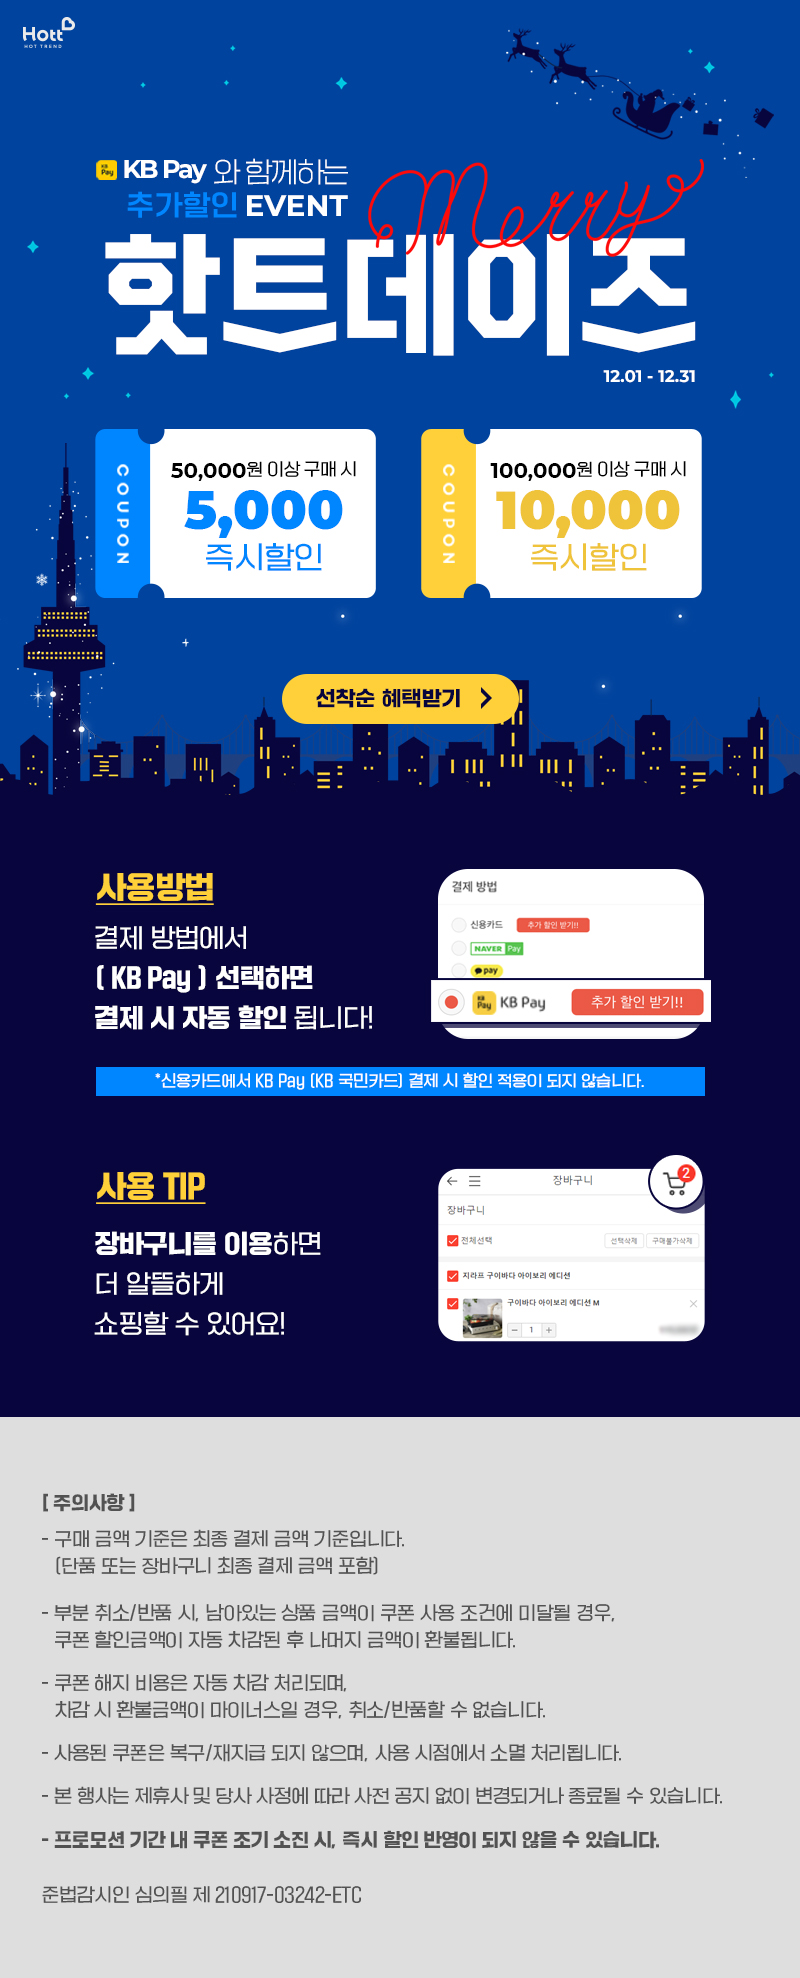 Hott
HOT TREND
KB Pay
KB Pay 와 함께하는
추가할인 EVENT
Merry
핫트데이즈
12.01 - 12.31
COUPON
50,000원 이상 구매 시
5,000
즉시할인
COUPON
100,000원 이상 구매 시
10,000
즉시할인
선착순 혜택받기
사용방법
결제 방법에서
( KB Pay ) 선택하면
결제 시 자동 할인 됩니다!
결제 방법
신용카드 추가 할인 받기!!
NAVER Pay
pay
KB Pay KB Pay 추가 할인 받기!!
*신용카드에서 KB Pay (KB 국민카드) 결제 시 할인 적용이 되지 않습니다.
사용 TIP
장바구니를 이용하면
더 알뜰하게
쇼핑할 수 있어요!
장바구니
2
장바구니
전체선택 선택삭제 구매불가삭제
지라프 구이바다 아이보리 에디션
구이바다 아이보리 에디션 M
1
[ 주의사항 ]
- 구매 금액 기준은 최종 결제 금액 기준입니다.
(단품 또는 장바구니 최종 결제 금액 포함)
- 부분 취소/반품 시, 남아있는 상품 금액이 쿠폰 사용 조건에 미달될 경우,
쿠폰 할인금액이 자동 차감된 후 나머지 금액이 환불됩니다.
- 쿠폰 해지 비용은 자동 차감 처리되며,
차감 시 환불금액이 마이너스일 경우, 취소/반품할 수 없습니다.
- 사용된 쿠폰은 복구/재지급 되지 않으며, 사용 시점에서 소멸 처리됩니다.
- 본 행사는 제휴사 및 당사 사정에 따라 사전 공지 없이 변경되거나 종료될 수 있습니다.
- 프로모션 기간 내 쿠폰 조기 소진 시, 즉시 할인 반영이 되지 않을 수 있습니다.
준법감시인 심의필 제 210917-03242-ETC